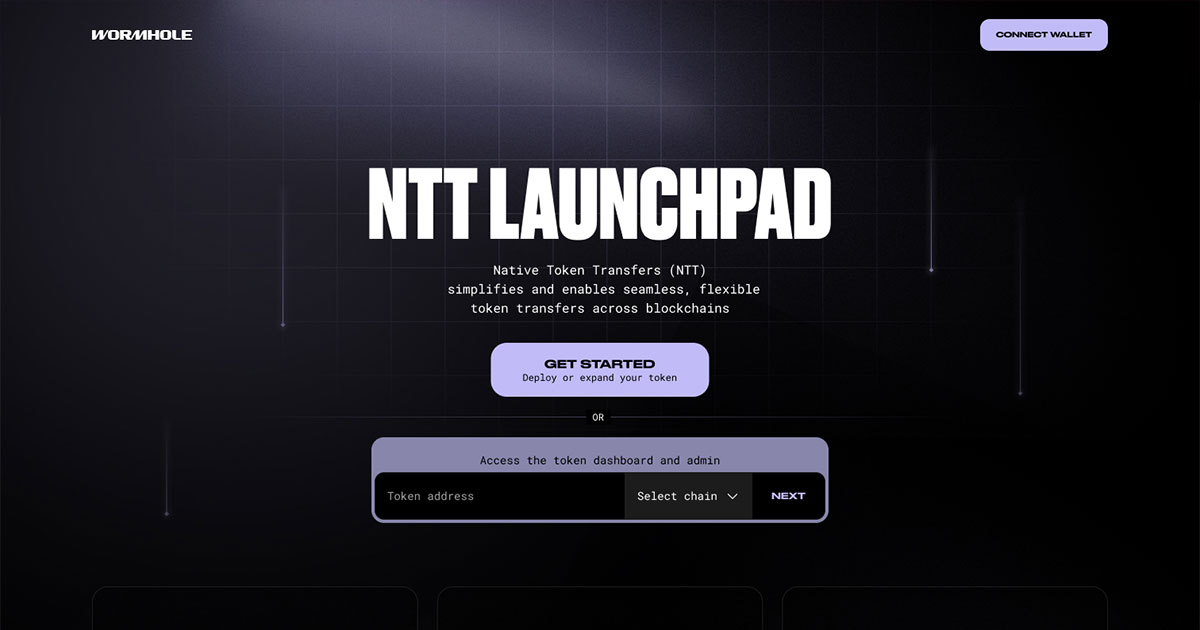 WORMHOLE
CONNECT WALLET
NTT LAUNCHPAD
Native Token Transfers (NTT)
simplifies and enables seamless, flexible
token transfers across blockchains
GET STARTED
Deploy or expand your token
OR
Access the token dashboard and admin
Token address
Select chain
NEXT